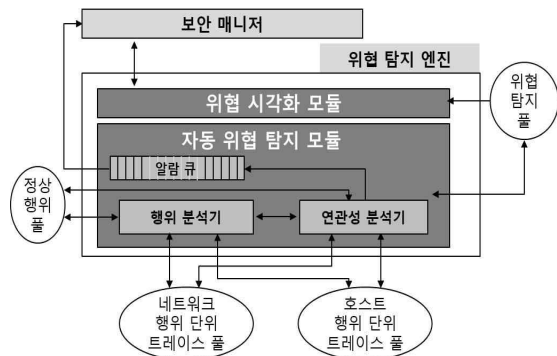 보안 매니저
위협 탐지 엔진
위협 시각화 모듈
위협
탐지
풀
자동 위협 탐지 모듈
알람 큐
정상
행위
풀
행위 분석기
연관성 분석기
네트워크
행위 단위
트레이스 풀
호스트
행위 단위
트레이스 풀